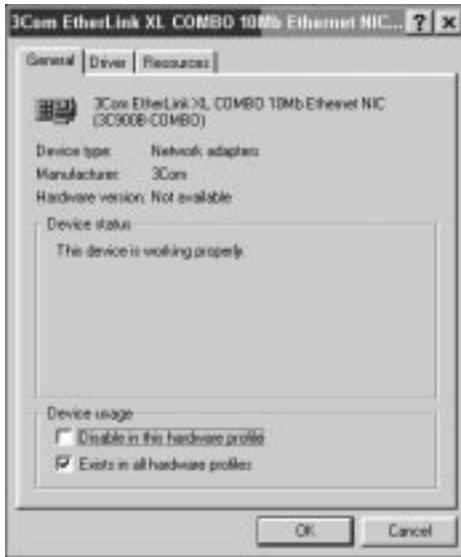 3Com EtherLink XL COMBO 10Mb Ethernet NIC... ? ×
General Driver Resources
3Com EtherLink XL COMBO 10Mb Ethernet NIC
(3C900B-COMBO)
Device type: Network adapters
Manufacturer: 3Com
Hardware version: Not available
Device status
This device is working properly.
Device usage
Disable in this hardware profile
Exists in all hardware profiles
OK Cancel